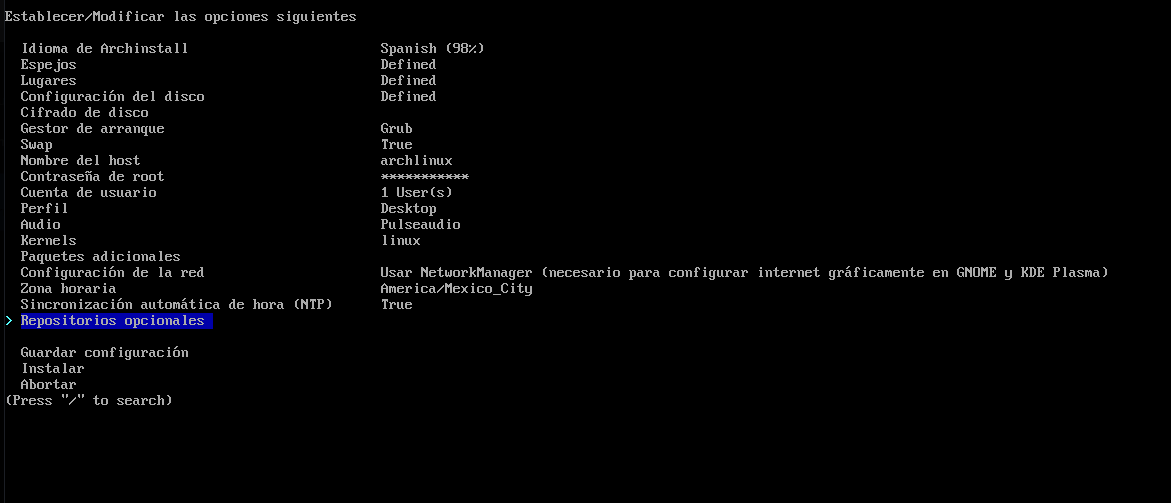 Establecer/Modificar las opciones siguientes
Idioma de Archinstall Spanish (98%)
Espejos Defined
Lugares Defined
Configuración del disco Defined
Cifrado de disco
Gestor de arranque Grub
Swap True
Nombre del host archlinux
Contraseña de root ***********
Cuenta de usuario 1 User(s)
Perfil Desktop
Audio Pulseaudio
Kernels linux
Paquetes adicionales
Configuración de la red Usar NetworkManager (necesario para configurar internet gráficamente en GNOME y KDE Plasma)
Zona horaria America/Mexico_City
Sincronización automática de hora (NTP) True
> Repositorios opcionales
Guardar configuración
Instalar
Abortar
(Press "/" to search)